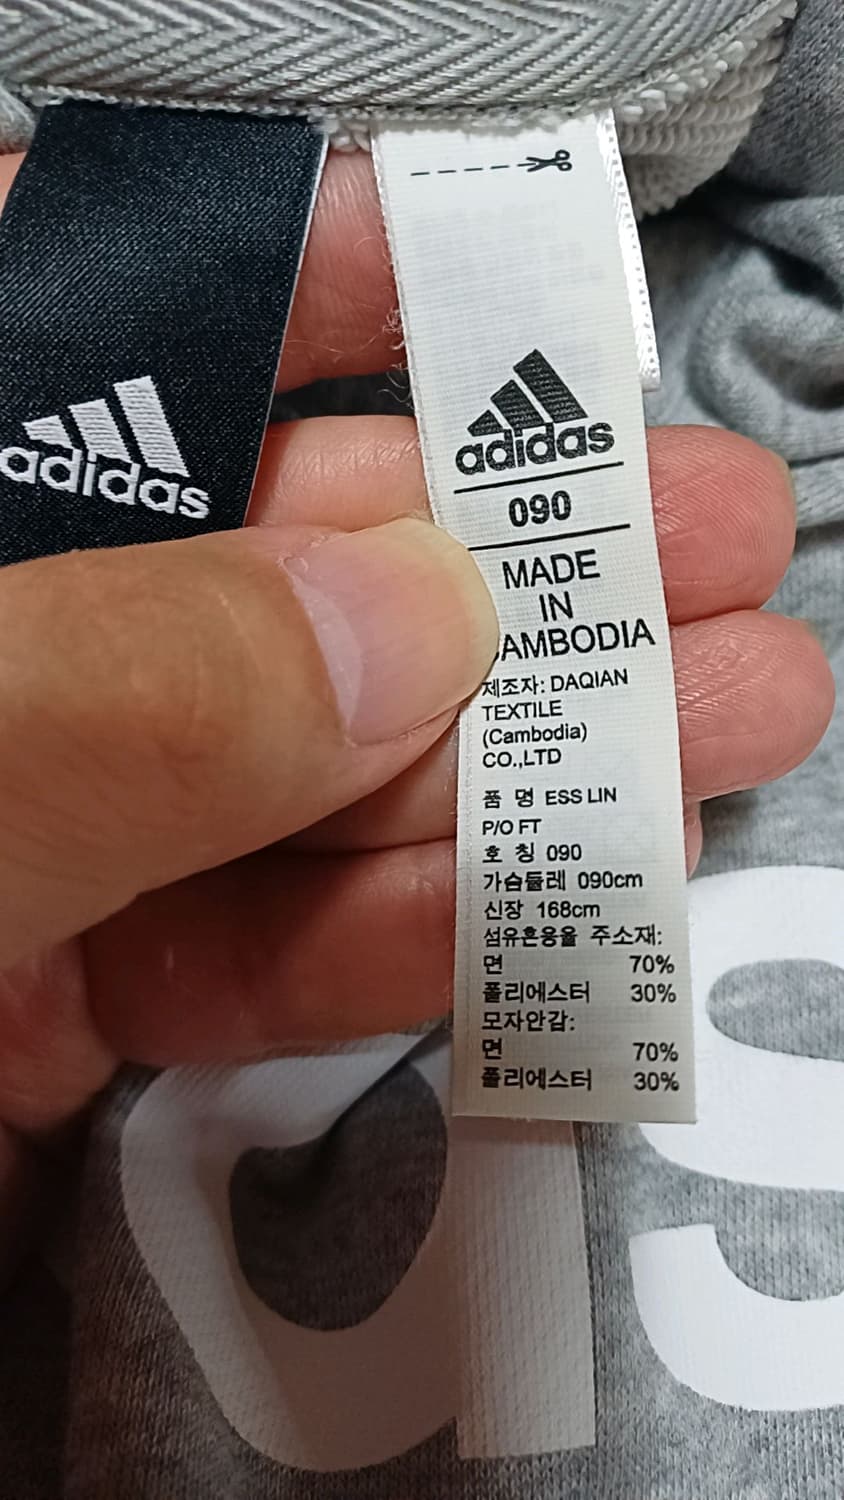 adidas
adidas
090
MADE
IN
CAMBODIA
제조자: DAQIAN
TEXTILE
(Cambodia)
CO.,LTD
품 명 ESS LIN
P/O FT
호 칭 090
가슴둘레 090cm
신장 168cm
섬유혼용율 주소재:
면 70%
폴리에스터 30%
모자안감:
면 70%
폴리에스터 30%